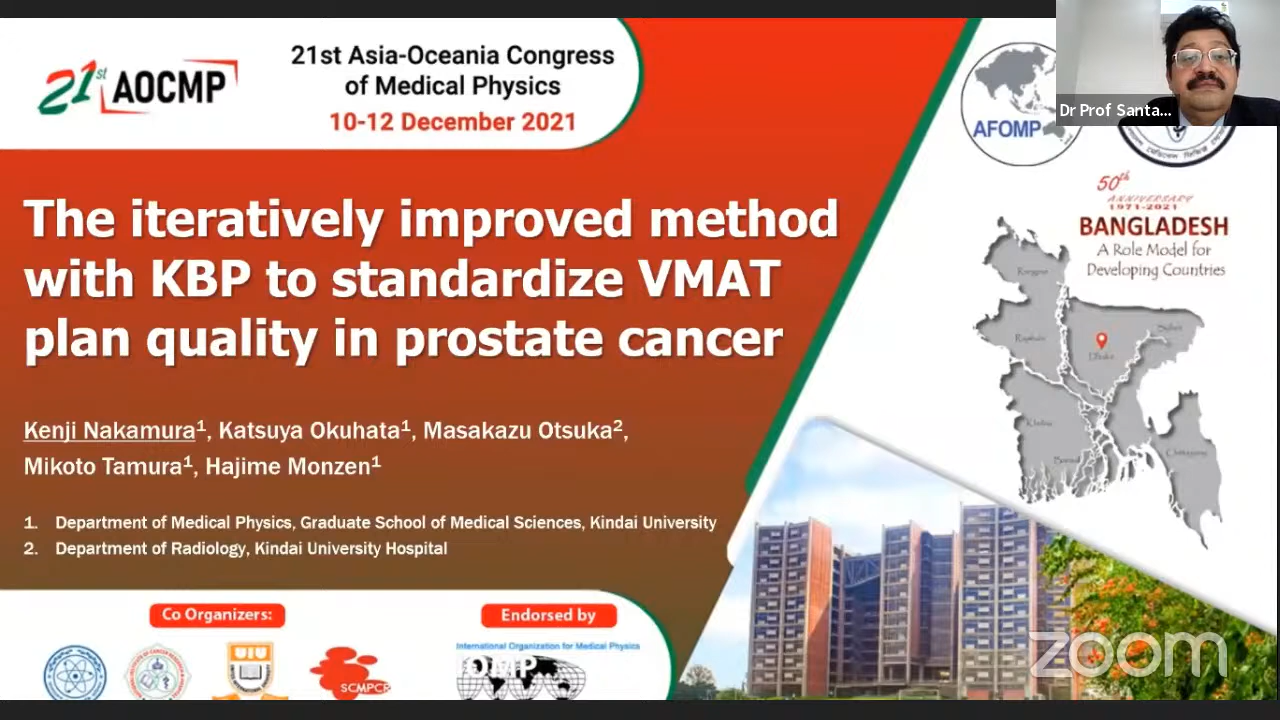 21st AOCMP
21st Asia-Oceania Congress
of Medical Physics
10-12 December 2021
AFOMP
Dr Prof Santa...
50th
ANNIVERSARY
1971-2021
BANGLADESH
A Role Model for
Developing Countries
The iteratively improved method
with KBP to standardize VMAT
plan quality in prostate cancer
Kenji Nakamura1, Katsuya Okuhata1, Masakazu Otsuka2,
Mikoto Tamura1, Hajime Monzen1
1. Department of Medical Physics, Graduate School of Medical Sciences, Kindai University
2. Department of Radiology, Kindai University Hospital
Rangpur
Dhaka
Khulna
Co Organizers:
SCMPCR
Endorsed by
International Organization for Medical Physics
IOMP
zoom